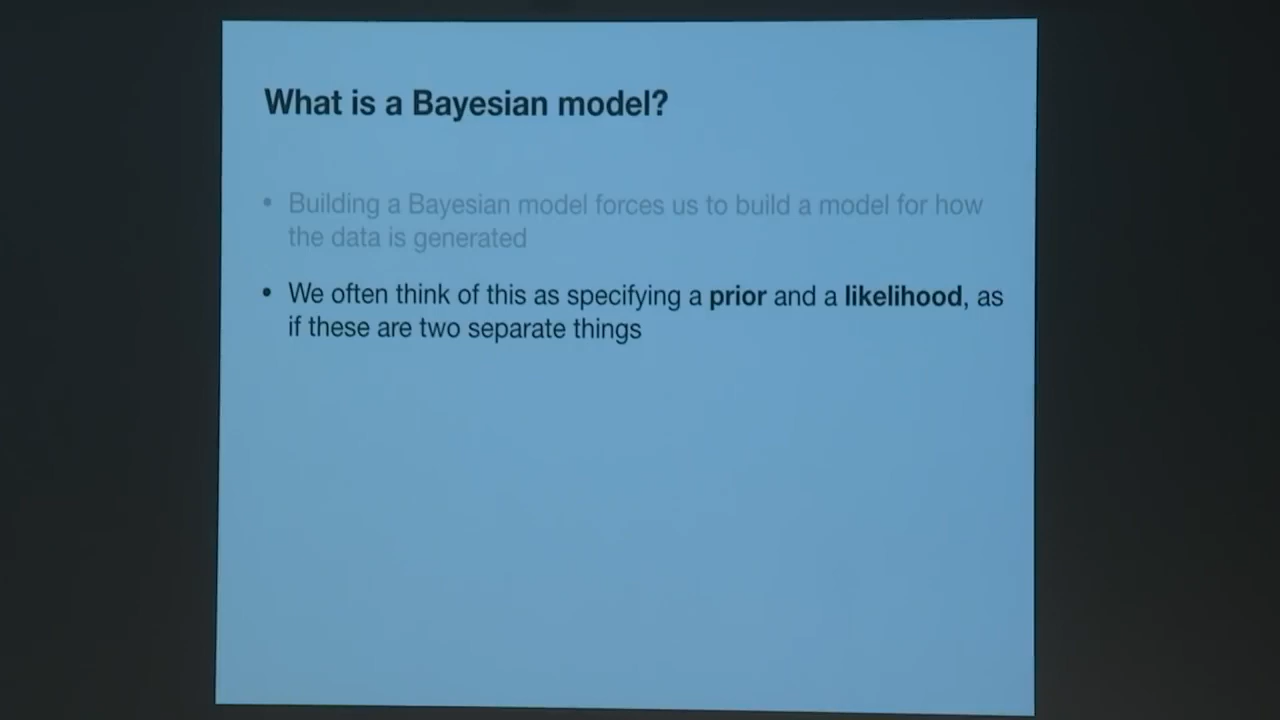 What is a Bayesian model?
• Building a Bayesian model forces us to build a model for how
the data is generated
• We often think of this as specifying a prior and a likelihood, as
if these are two separate things